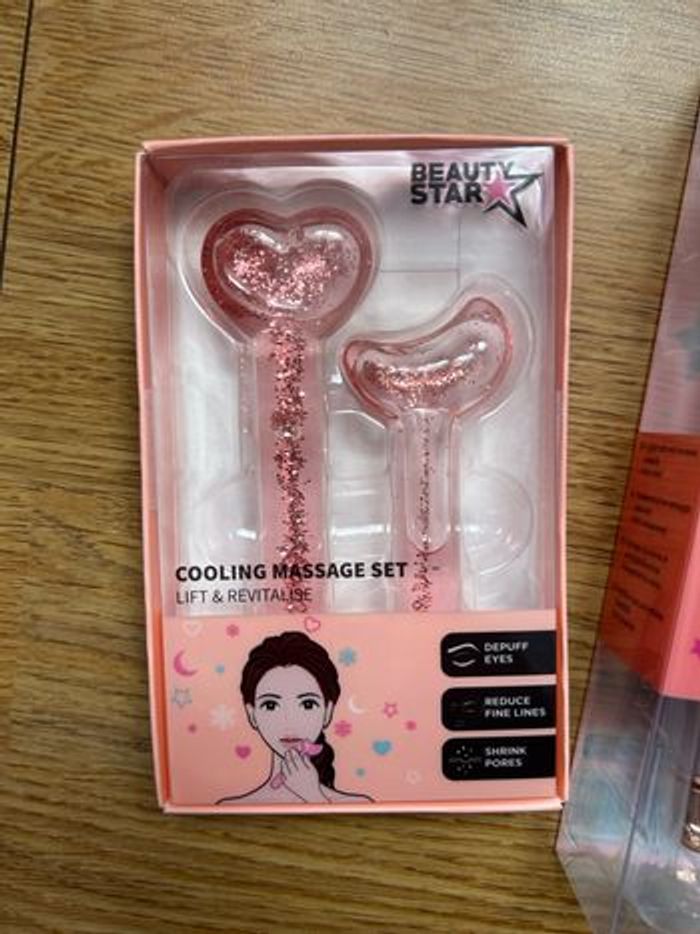 BEAUTY
STAR
COOLING MASSAGE SET
LIFT & REVITALISE
DEPUFF
EYES
REDUCE
FINE LINES
SHRINK
PORES